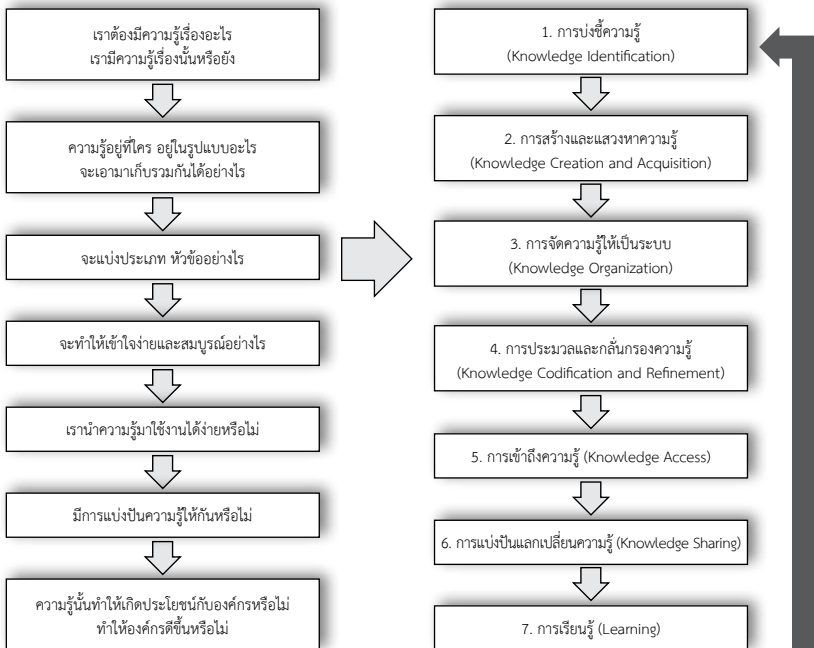 เราต้องมีความรู้เรื่องอะไร
เรามีความรู้เรื่องนั้นหรือยัง
ความรู้อยู่ที่ใคร อยู่ในรูปแบบอะไร
จะเอามาเก็บรวมกันได้อย่างไร
จะแบ่งประเภท หัวข้ออย่างไร
จะทำให้เข้าใจง่ายและสมบูรณ์อย่างไร
เรานำความรู้มาใช้งานได้ง่ายหรือไม่
มีการแบ่งปันความรู้ให้กันหรือไม่
ความรู้นั้นทำให้เกิดประโยชน์กับองค์กรหรือไม่
ทำให้องค์กรดีขึ้นหรือไม่
1. การบ่งชี้ความรู้
(Knowledge Identification)
2. การสร้างและแสวงหาความรู้
(Knowledge Creation and Acquisition)
3. การจัดความรู้ให้เป็นระบบ
(Knowledge Organization)
4. การประมวลและกลั่นกรองความรู้
(Knowledge Codification and Refinement)
5. การเข้าถึงความรู้ (Knowledge Access)
6. การแบ่งปันแลกเปลี่ยนความรู้ (Knowledge Sharing)
7. การเรียนรู้ (Learning)